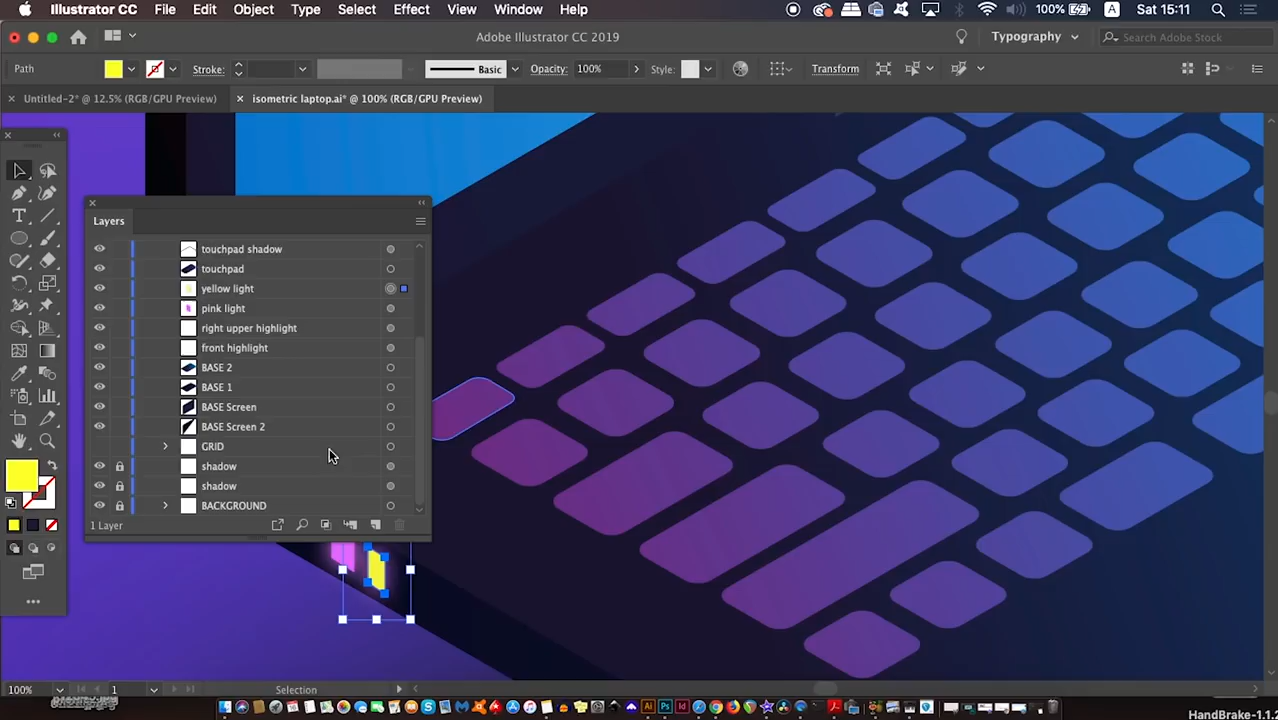 Illustrator CC File Edit Object Type Select Effect View Window Help 100% A Sat 15:11
Adobe Illustrator CC 2019 Typography Search Adobe Stock
Path Stroke: Basic Opacity: 100% Style: Transform
Untitled-2* @ 12.5% (RGB/GPU Preview) isometric laptop.ai* @ 100% (RGB/GPU Preview)
Layers
touchpad shadow
touchpad
yellow light
pink light
right upper highlight
front highlight
BASE 2
BASE 1
BASE Screen
BASE Screen 2
GRID
shadow
shadow
BACKGROUND
1 Layer
100% 1 Selection
HandBrake-1.1.